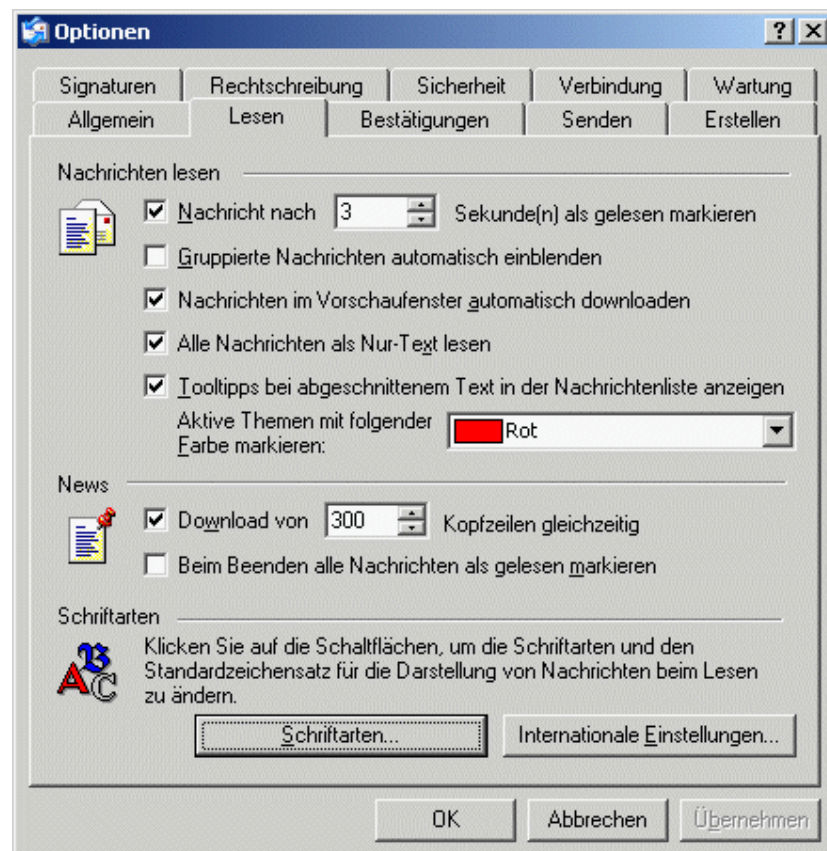 Optionen
Signaturen Rechtschreibung Sicherheit Verbindung Wartung
Allgemein Lesen Bestätigungen Senden Erstellen
Nachrichten lesen
Nachricht nach 3 Sekunde(n) als gelesen markieren
Gruppierte Nachrichten automatisch einblenden
Nachrichten im Vorschaufenster automatisch downloaden
Alle Nachrichten als Nur-Text lesen
Tooltipps bei abgeschnittenem Text in der Nachrichtenliste anzeigen
Aktive Themen mit folgender
Farbe markieren: Rot
News
Download von 300 Kopfzeilen gleichzeitig
Beim Beenden alle Nachrichten als gelesen markieren
Schriftarten
Klicken Sie auf die Schaltflächen, um die Schriftarten und den
Standardzeichensatz für die Darstellung von Nachrichten beim Lesen
zu ändern.
Schriftarten... Internationale Einstellungen...
OK Abbrechen Übernehmen